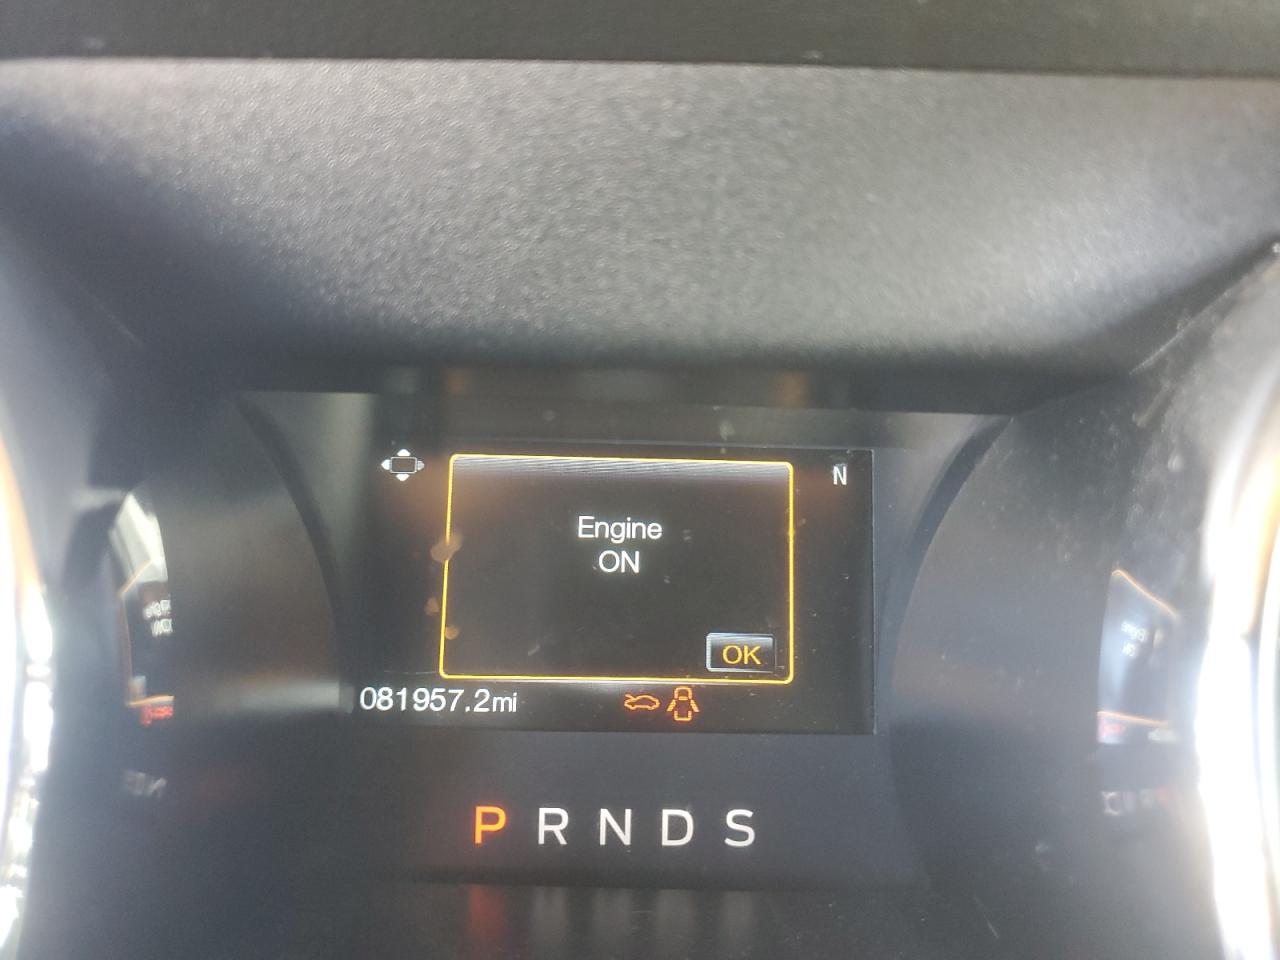 N
Engine
ON
OK
081957.2mi
P R N D S